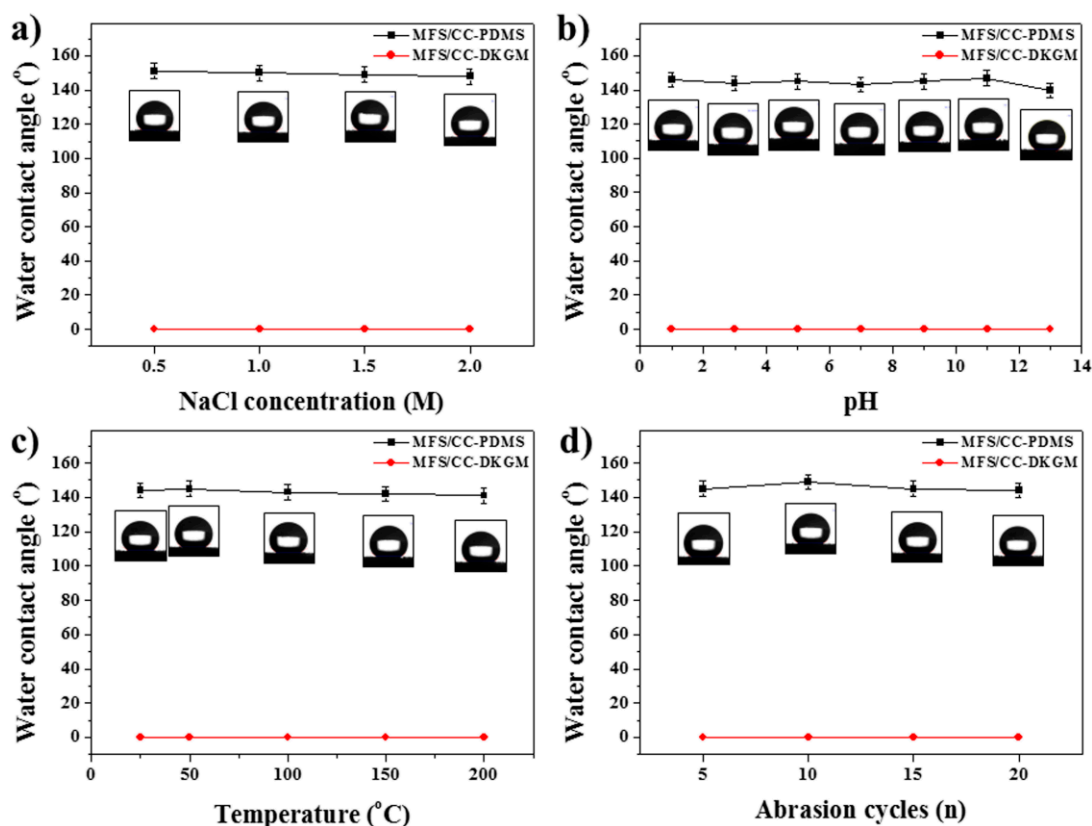 a)
MFS/CC-PDMS
MFS/CC-DKGM
160
140
120
100
80
60
40
20
0
Water contact angle (°)
0.5 1.0 1.5 2.0
NaCl concentration (M)
b)
MFS/CC-PDMS
MFS/CC-DKGM
160
140
120
100
80
60
40
20
0
Water contact angle (°)
0 2 4 6 8 10 12 14
pH
c)
MFS/CC-PDMS
MFS/CC-DKGM
160
140
120
100
80
60
40
20
0
Water contact angle (°)
0 50 100 150 200
Temperature (°C)
d)
MFS/CC-PDMS
MFS/CC-DKGM
160
140
120
100
80
60
40
20
0
Water contact angle (°)
5 10 15 20
Abrasion cycles (n)